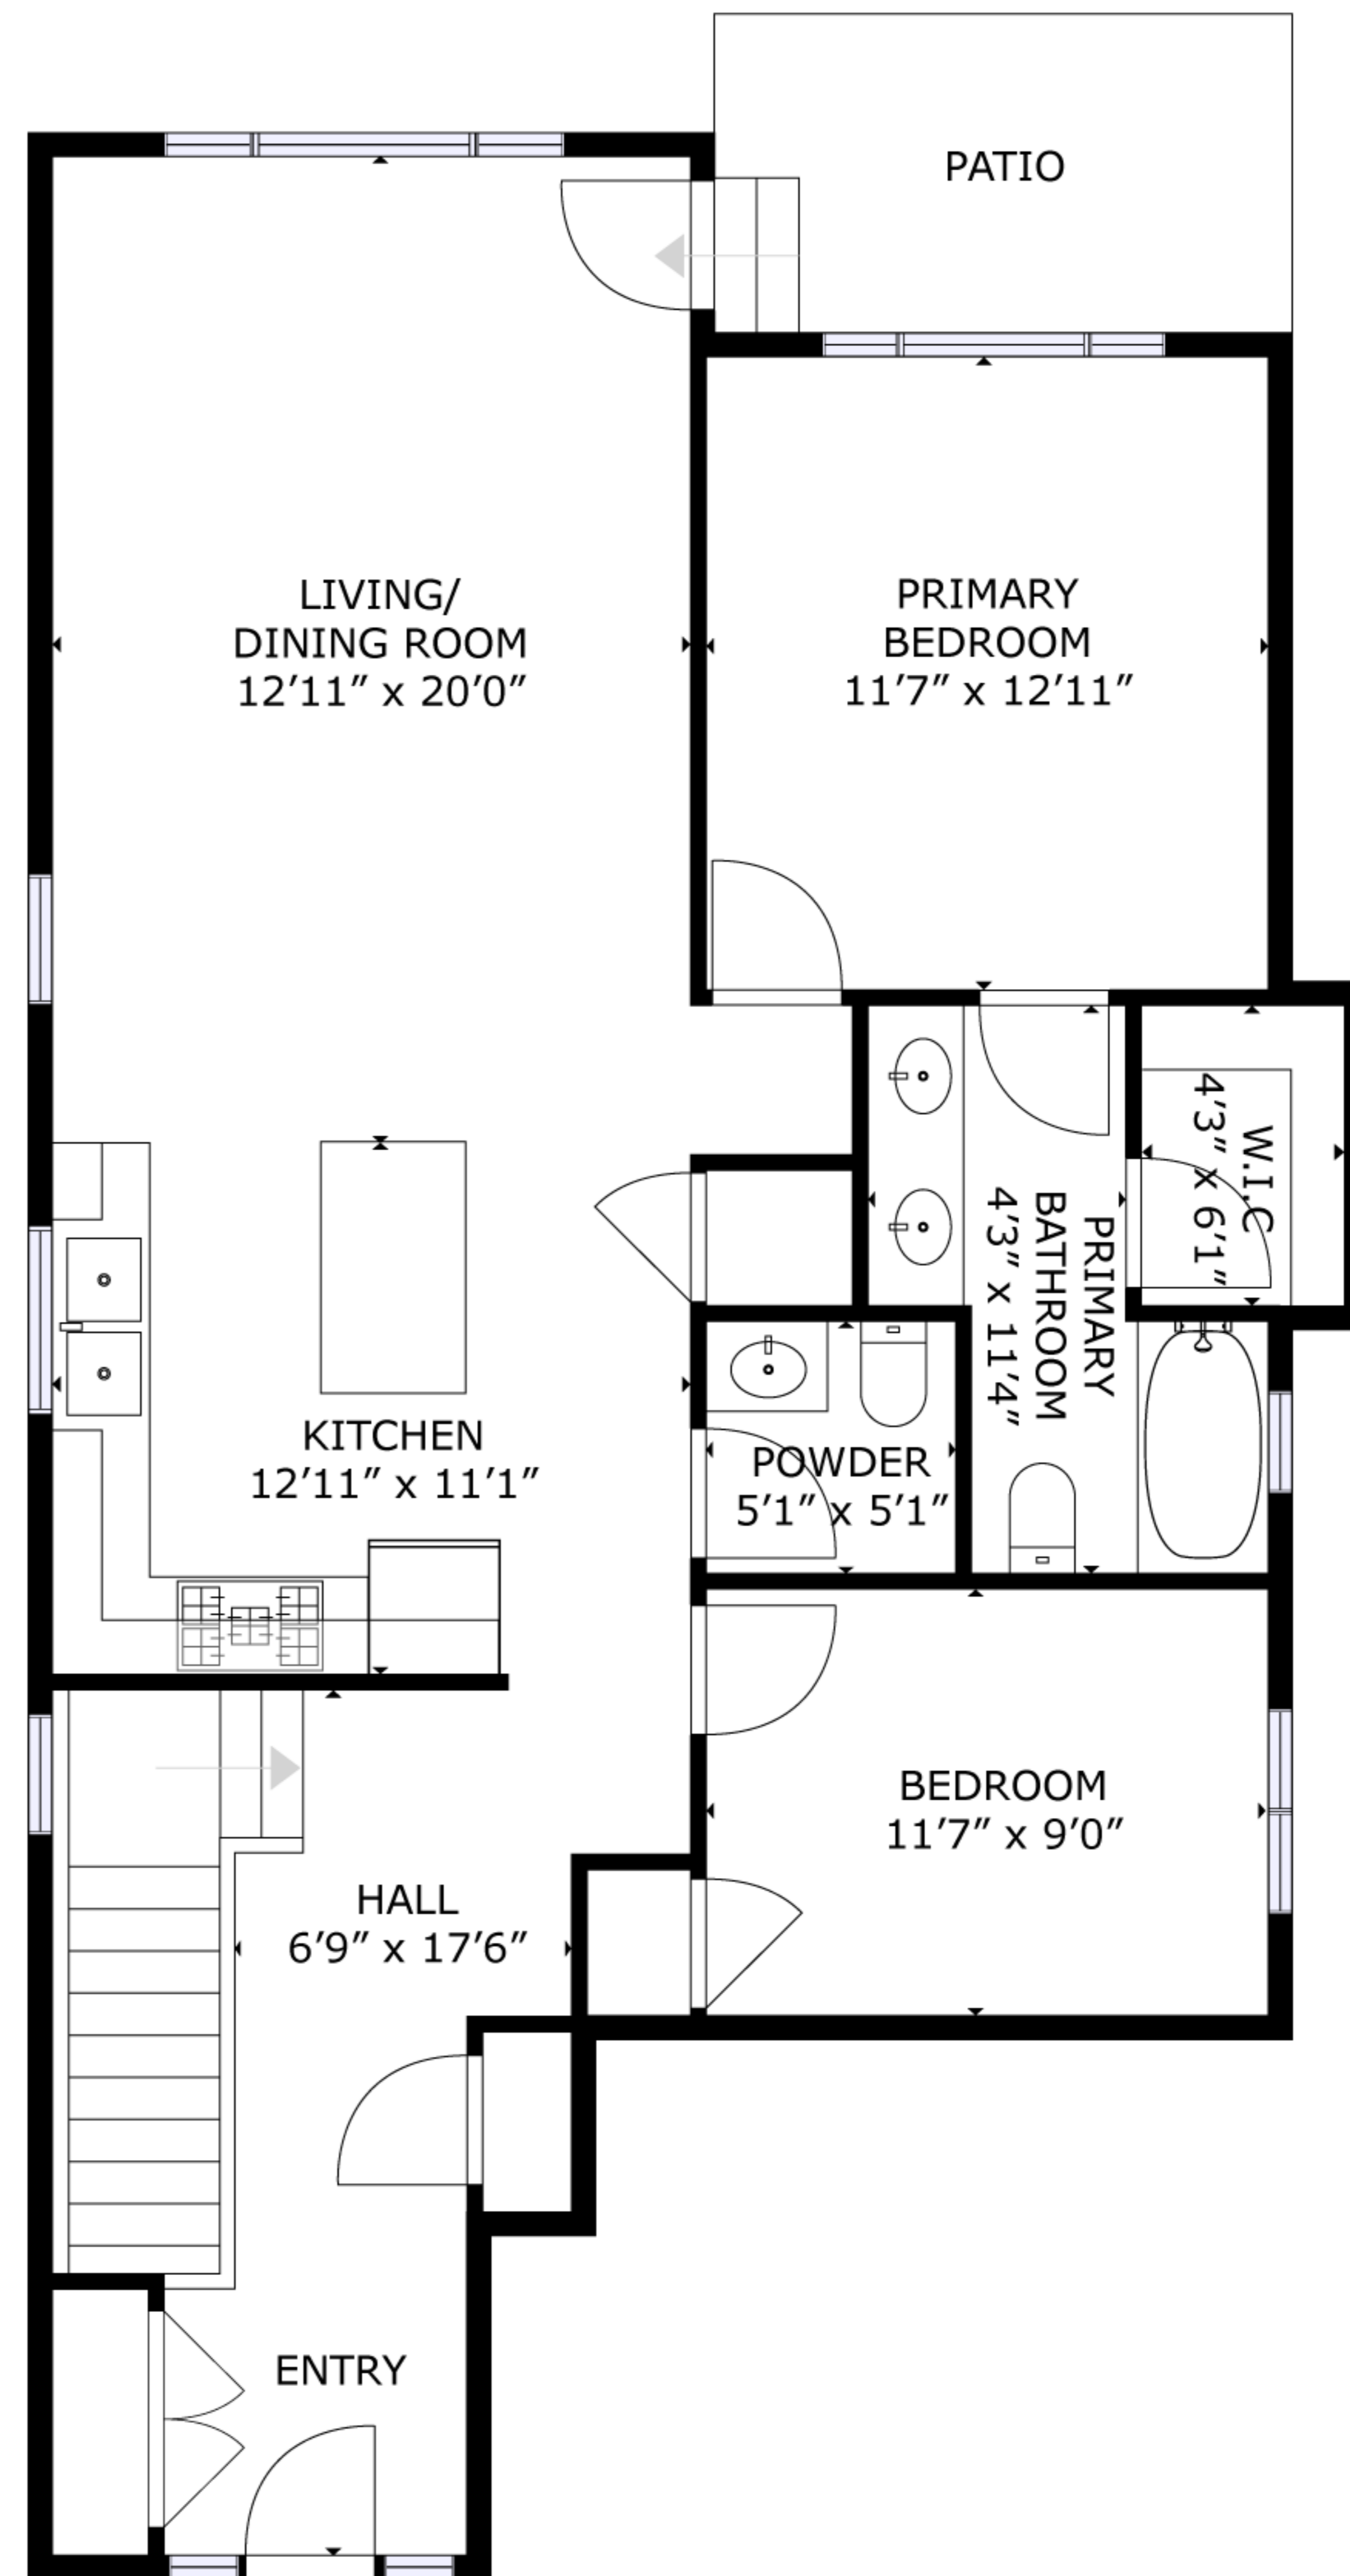 PATIO
LIVING/
DINING ROOM
12’11” x 20’0”
PRIMARY
BEDROOM
11’7” x 12’11”
W.I.C
4’3” x 6’1”
PRIMARY
BATHROOM
4’3” x 11’4”
KITCHEN
12’11” x 11’1”
POWDER
5’1” x 5’1”
BEDROOM
11’7” x 9’0”
HALL
6’9” x 17’6”
ENTRY